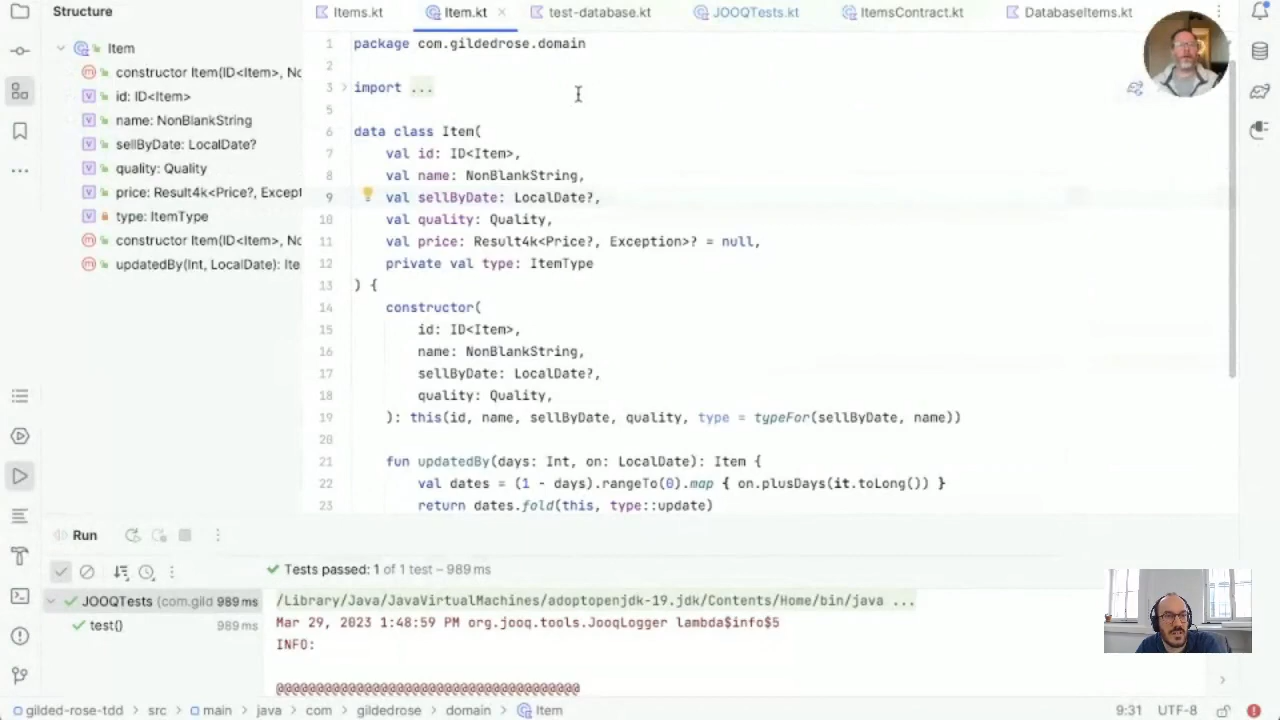 Structure
Items.kt
Item.kt
test-database.kt
JOOQTests.kt
ItemsContract.kt
DatabaseItems.kt
Item
constructor Item(ID<Item>, No
id: ID<Item>
name: NonBlankString
sellByDate: LocalDate?
quality: Quality
price: Result4k<Price?, Except
type: ItemType
constructor Item(ID<Item>, No
updatedBy(Int, LocalDate): Ite
1 package com.gildedrose.domain
2
3 import ...
5
6 data class Item(
7 val id: ID<Item>,
8 val name: NonBlankString,
9 val sellByDate: LocalDate?,
10 val quality: Quality,
11 val price: Result4k<Price?, Exception>? = null,
12 private val type: ItemType
13 ) {
14 constructor(
15 id: ID<Item>,
16 name: NonBlankString,
17 sellByDate: LocalDate?,
18 quality: Quality,
19 ): this(id, name, sellByDate, quality, type = typeFor(sellByDate, name))
20
21 fun updatedBy(days: Int, on: LocalDate): Item {
22 val dates = (1 - days).rangeTo(0).map { on.plusDays(it.toLong()) }
23 return dates.fold(this, type::update)
Run
Tests passed: 1 of 1 test – 989 ms
JOOQTests (com.gild 989 ms
test() 989 ms
/Library/Java/JavaVirtualMachines/adoptopenjdk-19.jdk/Contents/Home/bin/java ...
Mar 29, 2023 1:48:59 PM org.jooq.tools.JooqLogger lambda$info$5
INFO:
@@@@@@@@@@@@@@@@@@@@@@@@@@@@@@@@@@@@@@
gilded-rose-tdd > src > main > java > com > gildedrose > domain > Item
9:31 UTF-8